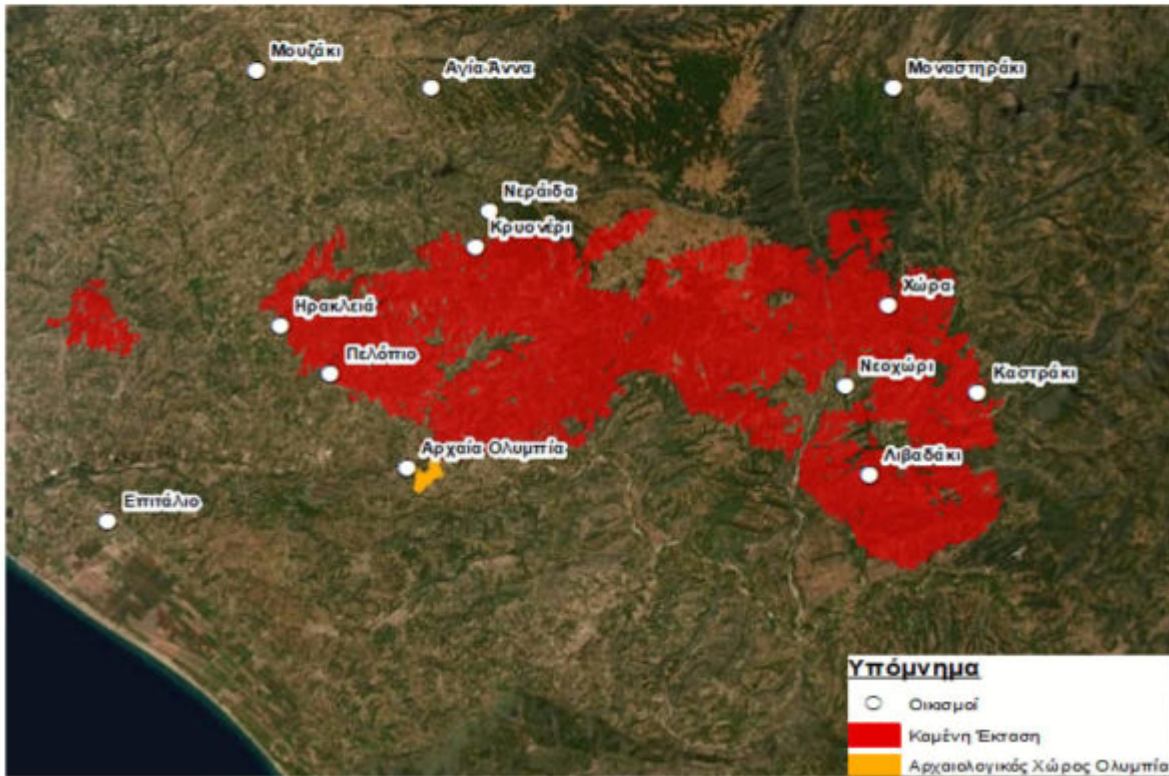 Μουζάκι
Αγία Άννα
Μοναστηράκι
Νεράιδα
Κρυονέρι
Χώρα
Ηρακλειά
Πελόπιο
Νεοχώρι
Καστράκι
Αρχαία Ολυμπία
Λιβαδάκι
Επιτάλιο
Υπόμνημα
Οικισμοί
Καμένη Έκταση
Αρχαιολογικός Χώρος Ολυμπία